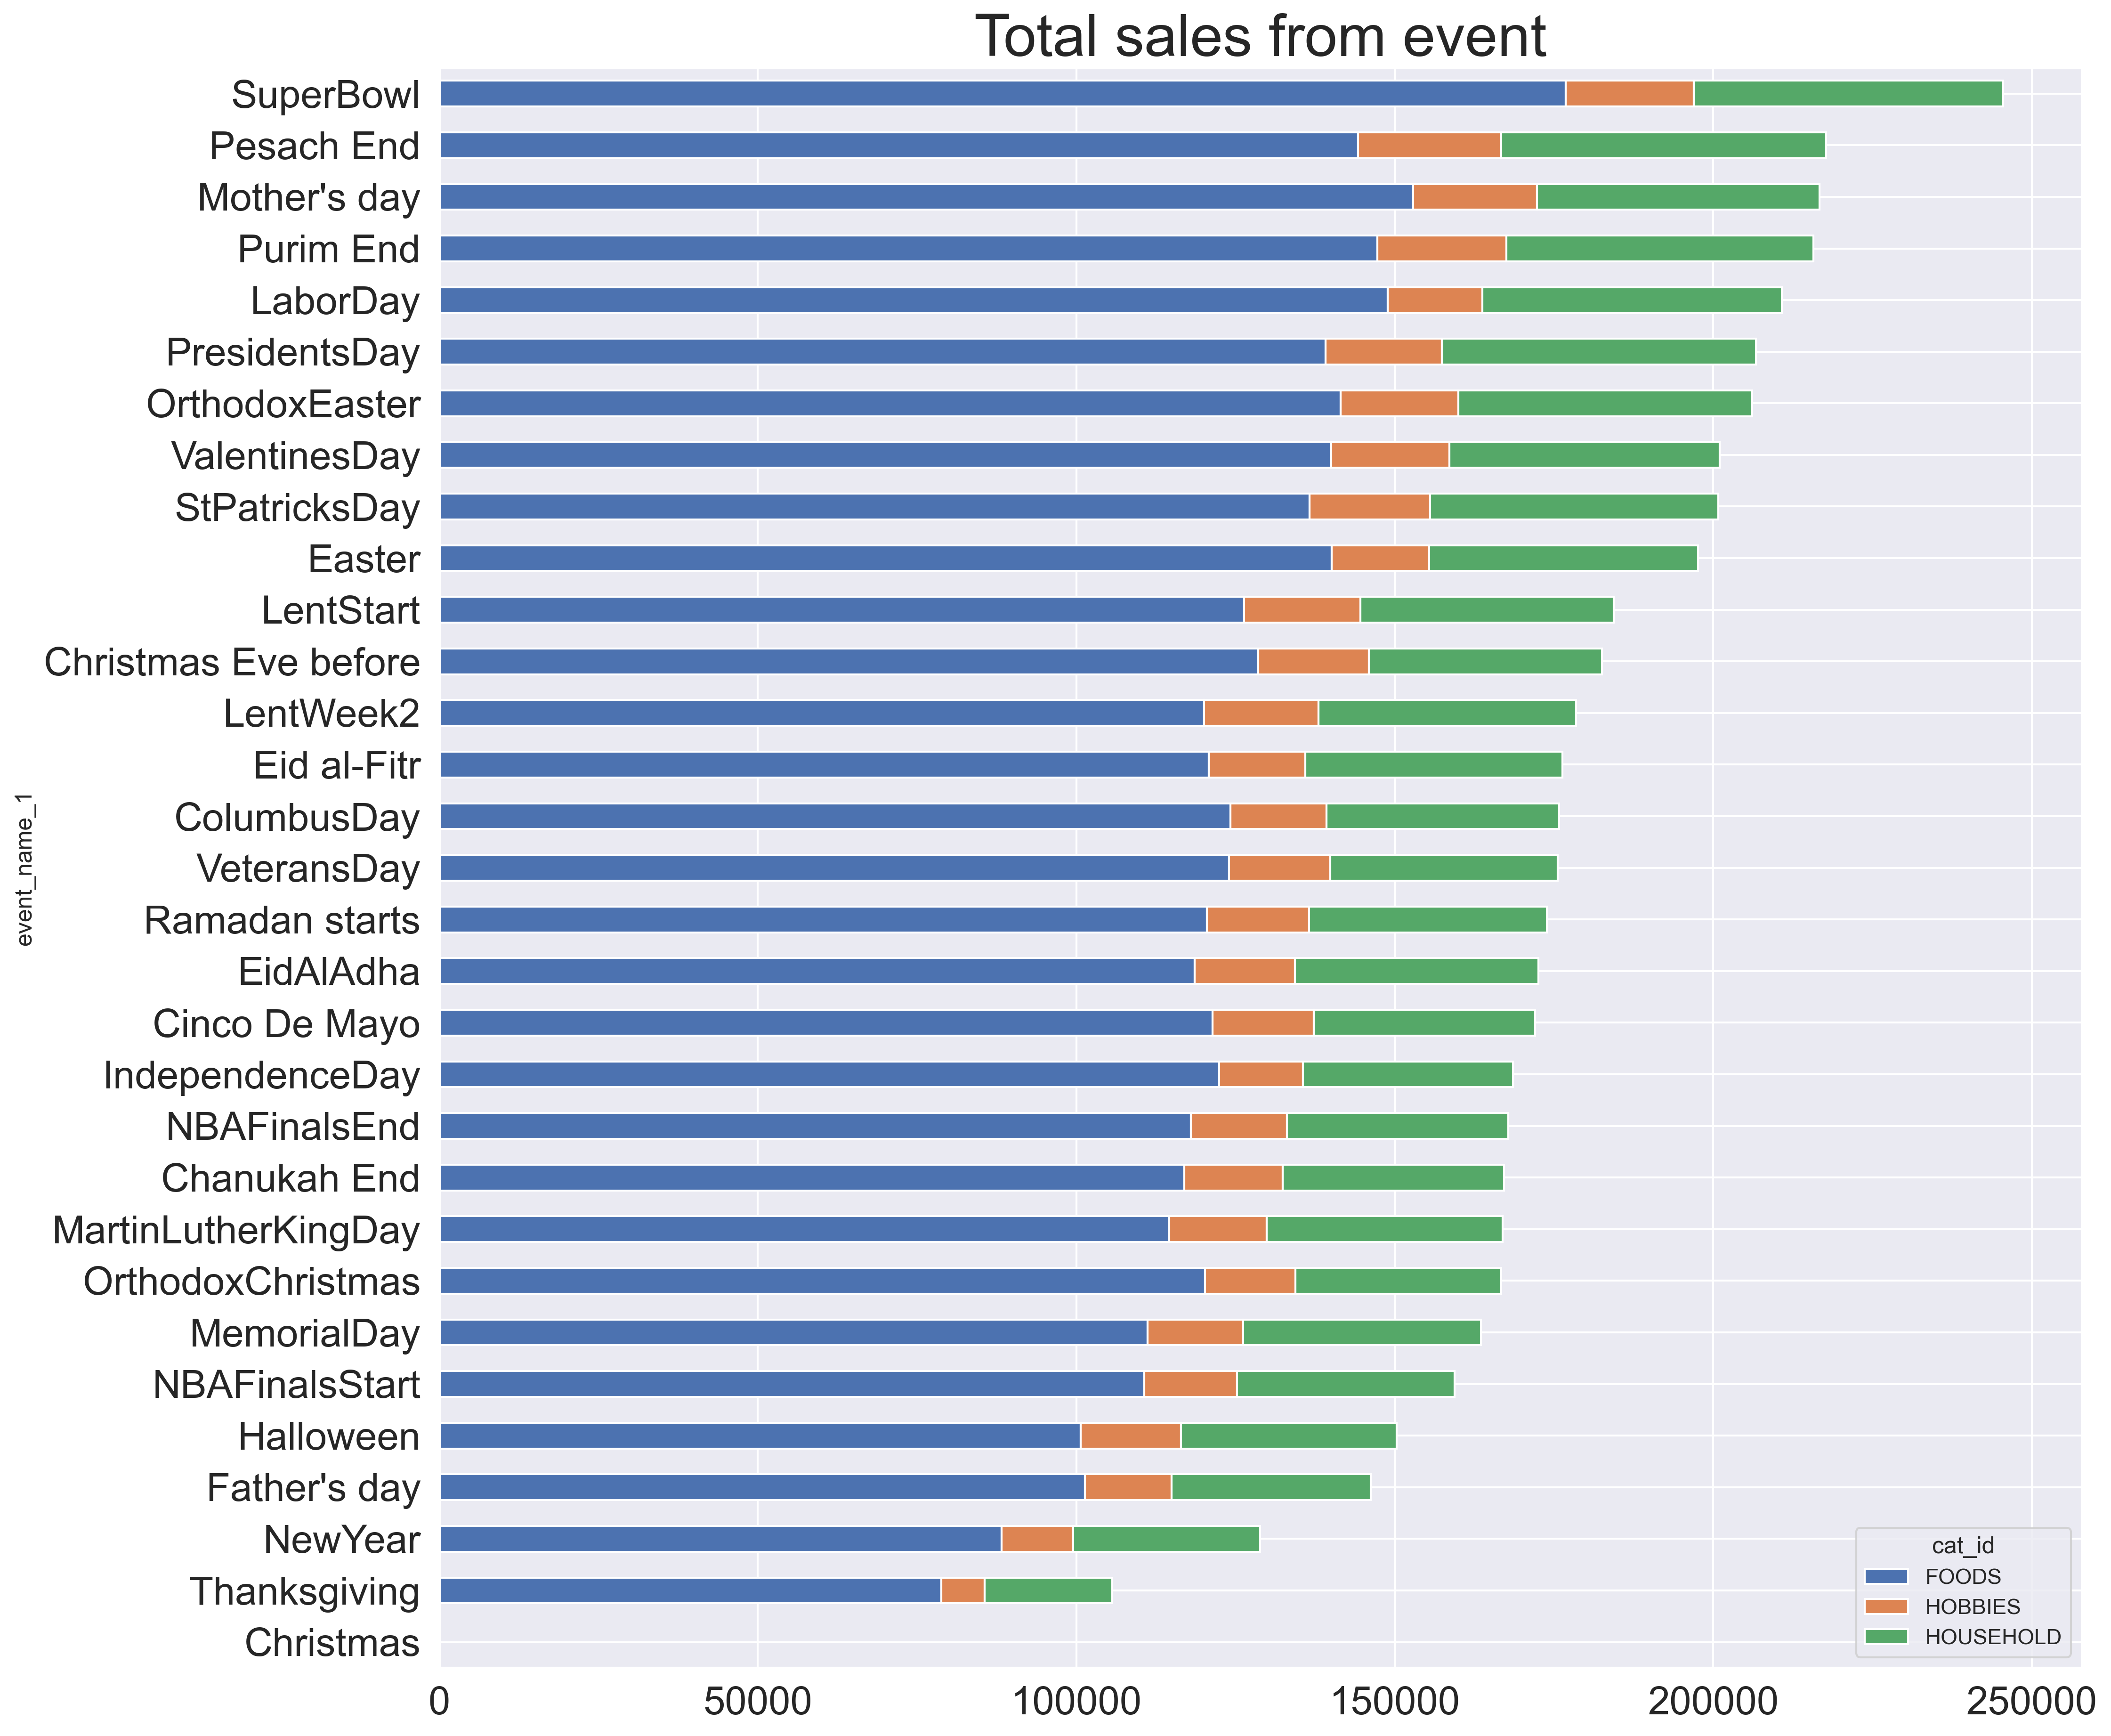 Total sales from event
SuperBowl
Pesach End
Mother's day
Purim End
LaborDay
PresidentsDay
OrthodoxEaster
ValentinesDay
StPatricksDay
Easter
LentStart
Christmas Eve before
LentWeek2
Eid al-Fitr
ColumbusDay
VeteransDay
Ramadan starts
EidAlAdha
Cinco De Mayo
IndependenceDay
NBAFinalsEnd
Chanukah End
MartinLutherKingDay
OrthodoxChristmas
MemorialDay
NBAFinalsStart
Halloween
Father's day
NewYear
Thanksgiving
Christmas
event_name_1
cat_id
FOODS
HOBBIES
HOUSEHOLD
0 50000 100000 150000 200000 250000